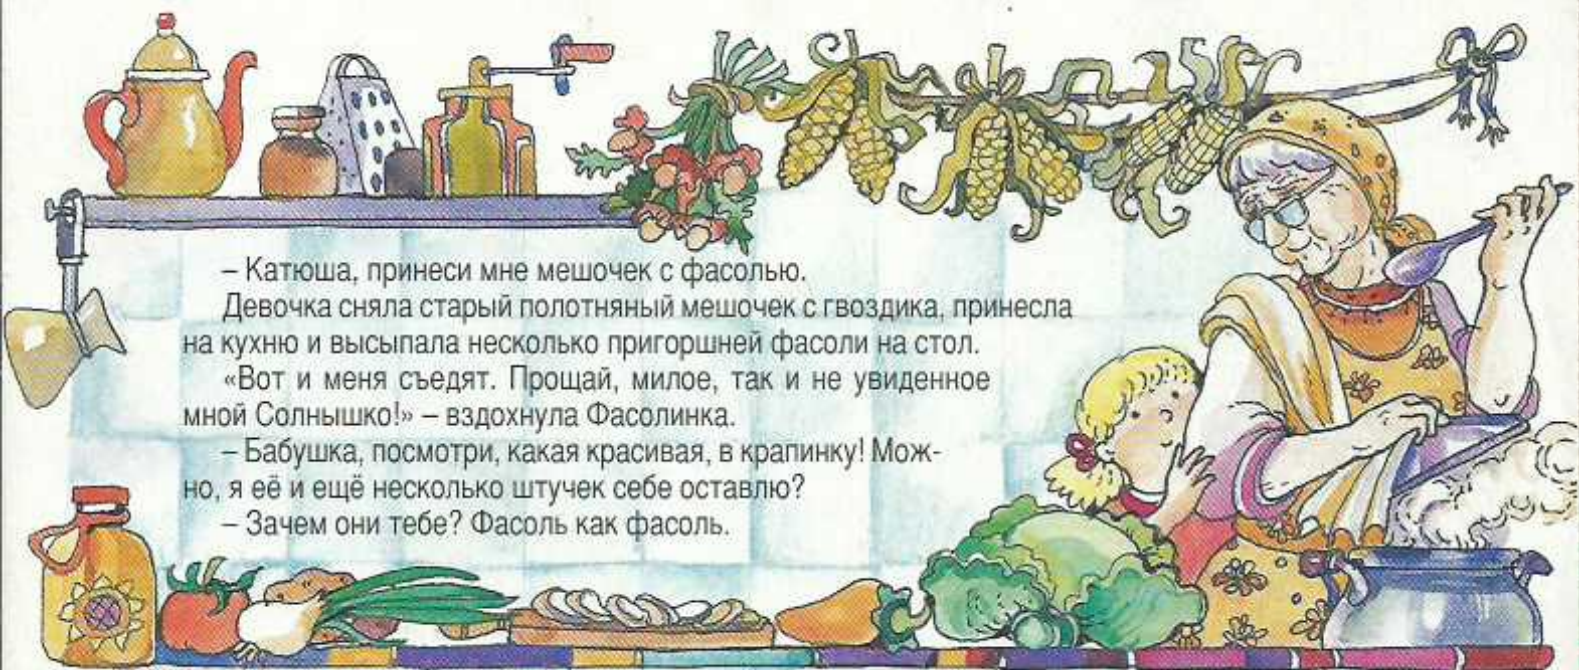 – Катюша, принеси мне мешочек с фасолью.
Девочка сняла старый полотняный мешочек с гвоздика, принесла
на кухню и высыпала несколько пригоршней фасоли на стол.
«Вот и меня съедят. Прощай, милое, так и не увиденное
мной Солнышко!» – вздохнула Фасолинка.
– Бабушка, посмотри, какая красивая, в крапинку! Мож-
но, я её и ещё несколько штучек себе оставлю?
– Зачем они тебе? Фасоль как фасоль.